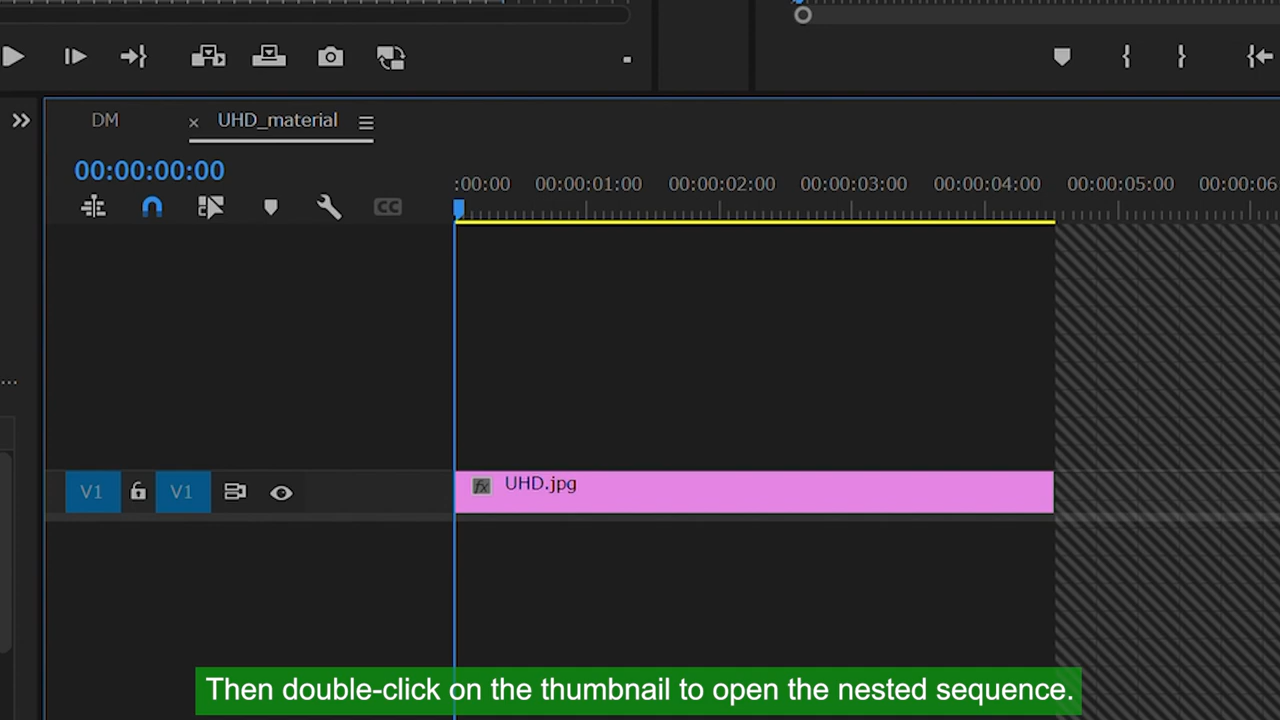 DM
UHD_material
00:00:00:00
:00:00 00:00:01:00 00:00:02:00 00:00:03:00 00:00:04:00 00:00:05:00 00:00:06
CC
V1 V1 fx UHD.jpg
Then double-click on the thumbnail to open the nested sequence.